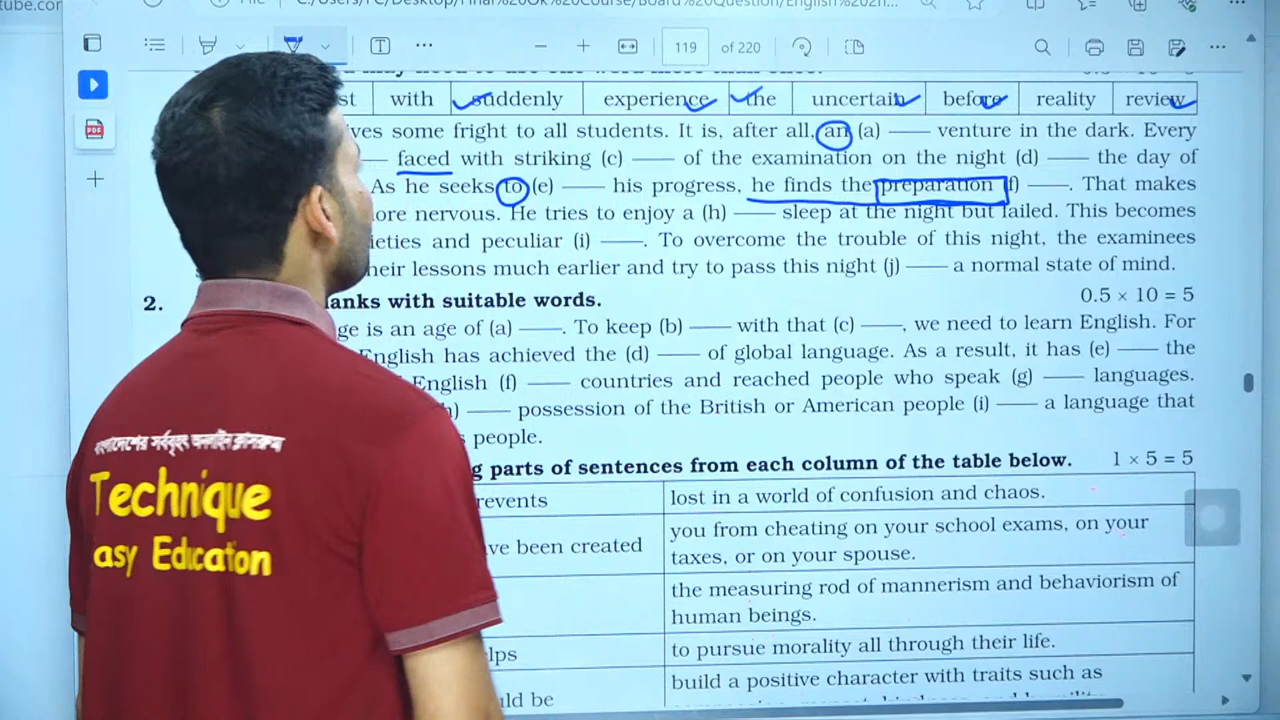 119 of 220
with suddenly experience the uncertain before reality review
some fright to all students. It is, after all, an (a) —— venture in the dark. Every
faced with striking (c) —— of the examination on the night (d) —— the day of
As he seeks to (e) —— his progress, he finds the preparation f) ——. That makes
nervous. He tries to enjoy a (h) —— sleep at the night but failed. This becomes
and peculiar (i) ——. To overcome the trouble of this night, the examinees
their lessons much earlier and try to pass this night (j) —— a normal state of mind.
2. with suitable words. 0.5 × 10 = 5
is an age of (a) ——. To keep (b) —— with that (c) ——, we need to learn English. For
English has achieved the (d) —— of global language. As a result, it has (e) —— the
English (f) —— countries and reached people who speak (g) —— languages.
—— possession of the British or American people (i) —— a language that
people.
parts of sentences from each column of the table below. 1 × 5 = 5
lost in a world of confusion and chaos.
been created
you from cheating on your school exams, on your
taxes, or on your spouse.
the measuring rod of mannerism and behaviorism of
human beings.
to pursue morality all through their life.
build a positive character with traits such as
be
বাংলাদেশের সর্ববৃহৎ অনলাইন ক্লাসরুম
Technique
asy Education